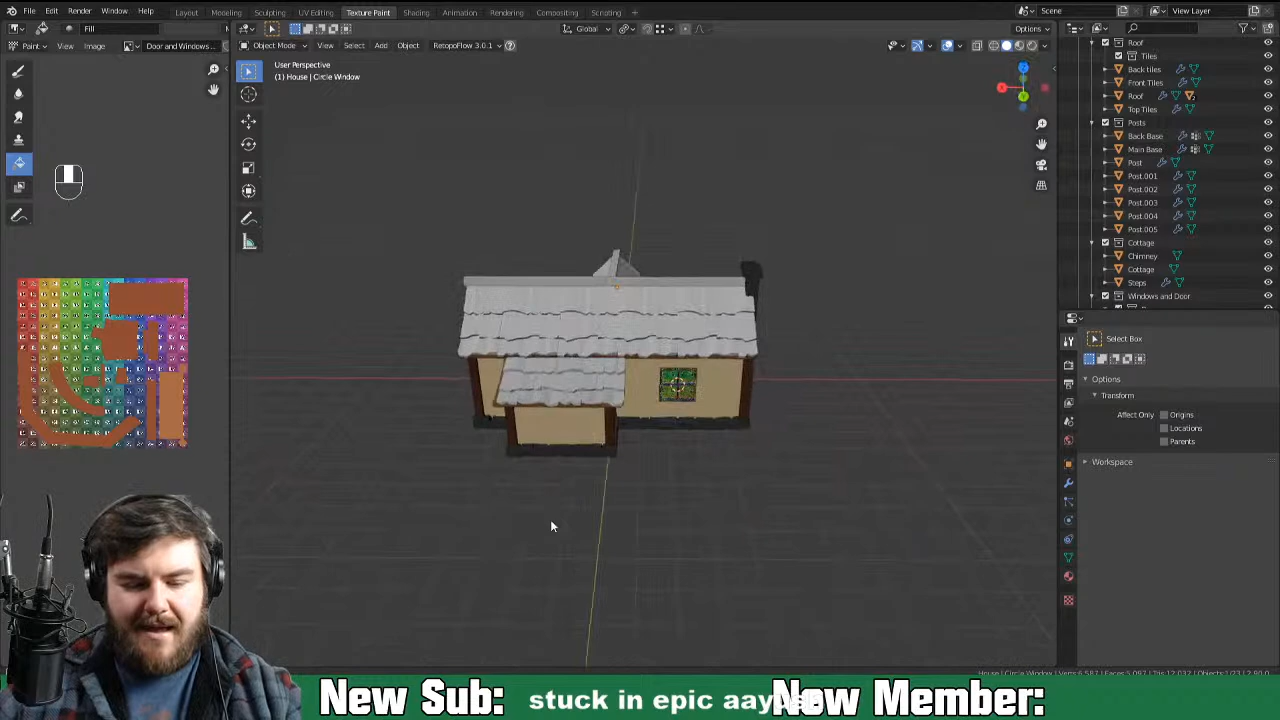 File Edit Render Window Help Layout Modeling Sculpting UV Editing Texture Paint Shading Animation Rendering Compositing Scripting + Scene View Layer
Fill Global Options
Paint View Image Door and Windows... Object Mode View Select Add Object RetopoFlow 3.0.1
User Perspective
(1) House | Circle Window
Roof
Tiles
Back tiles
Front Tiles
Roof
Top Tiles
Posts
Back Base
Main Base
Post
Post.001
Post.002
Post.003
Post.004
Post.005
Cottage
Chimney
Cottage
Steps
Windows and Door
Select Box
Options
Transform
Affect Only Origins
Locations
Parents
Workspace
New Sub: stuck in epic New Member: